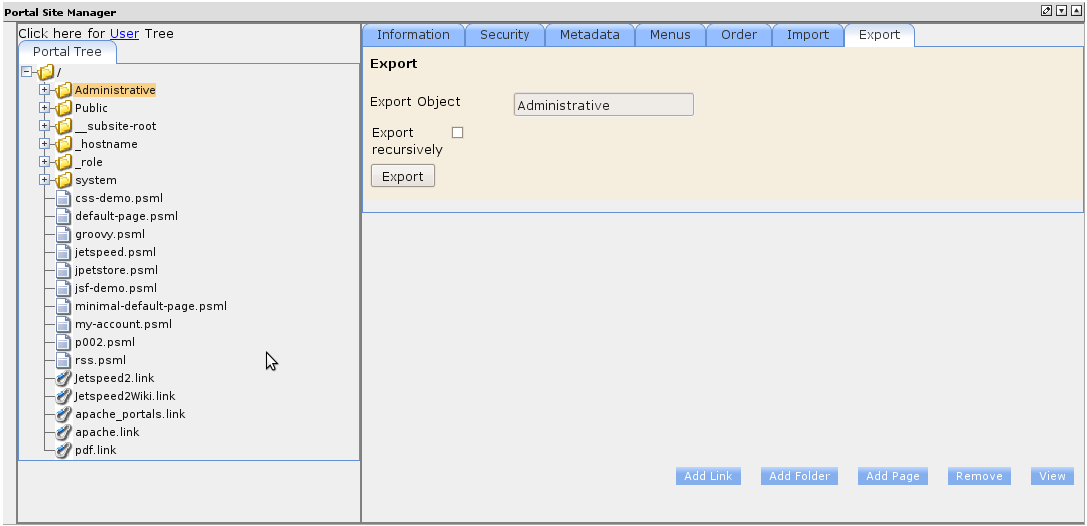 Portal Site Manager
Click here for User Tree
Portal Tree
/
Administrative
Public
__subsite-root
_hostname
_role
system
css-demo.psml
default-page.psml
groovy.psml
jetspeed.psml
jpetstore.psml
jsf-demo.psml
minimal-default-page.psml
my-account.psml
p002.psml
rss.psml
Jetspeed2.link
Jetspeed2Wiki.link
apache_portals.link
apache.link
pdf.link
Information Security Metadata Menus Order Import Export
Export
Export Object Administrative
Export
recursively
Export
Add Link Add Folder Add Page Remove View